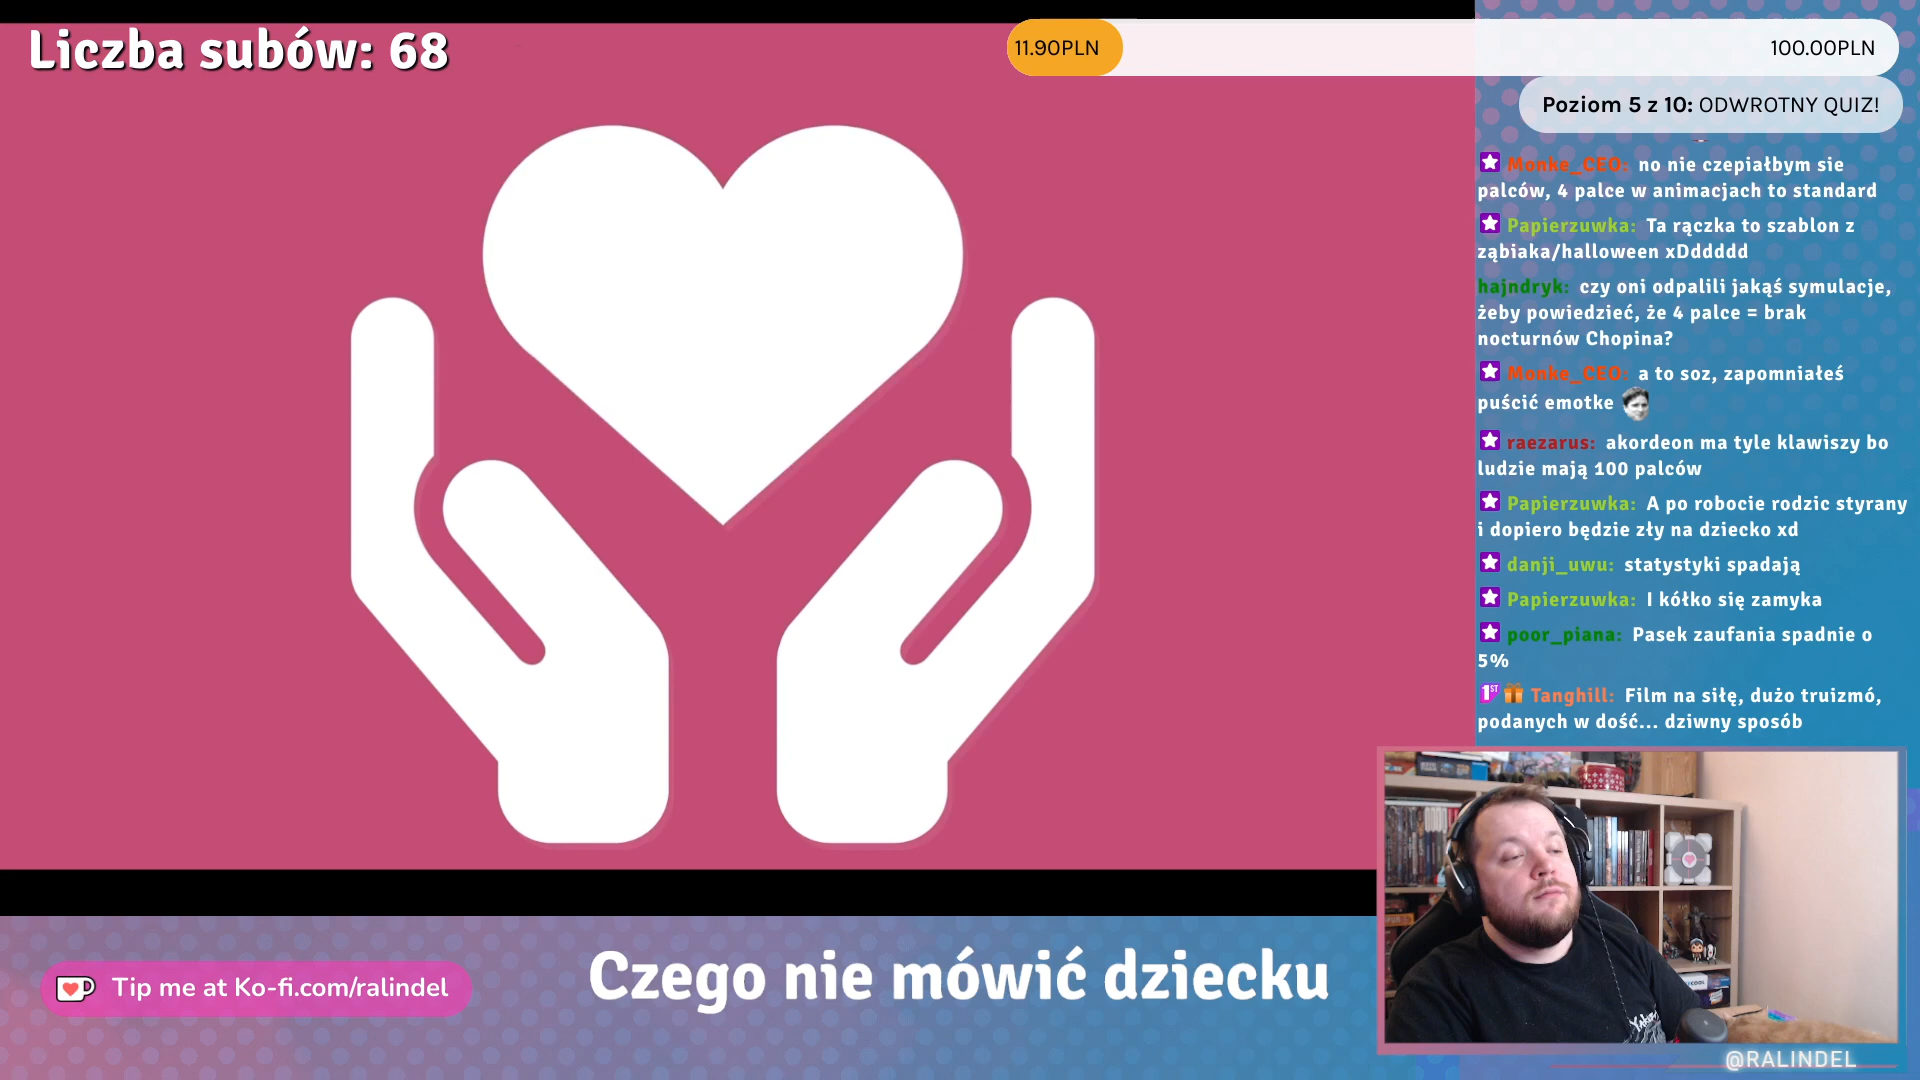 Liczba subów: 68
11.90PLN
100.00PLN
Poziom 5 z 10: ODWROTNY QUIZ!
Monke_CEO: no nie czepiałbym sie
palców, 4 palce w animacjach to standard
Papierzuwka: Ta rączka to szablon z
ząbiaka/halloween xDddddd
hajndryk: czy oni odpalili jakąś symulacje,
żeby powiedzieć, że 4 palce = brak
nocturnów Chopina?
Monke_CEO: a to soz, zapomniałeś
puścić emotke
raezarus: akordeon ma tyle klawiszy bo
ludzie mają 100 palców
Papierzuwka: A po robocie rodzic styrany
i dopiero będzie zły na dziecko xd
danji_uwu: statystyki spadają
Papierzuwka: I kółko się zamyka
poor_piana: Pasek zaufania spadnie o
5%
1ST Tanghill: Film na siłę, dużo truizmó,
podanych w dość... dziwny sposób
Tip me at Ko-fi.com/ralindel
Czego nie mówić dziecku
@RALINDEL